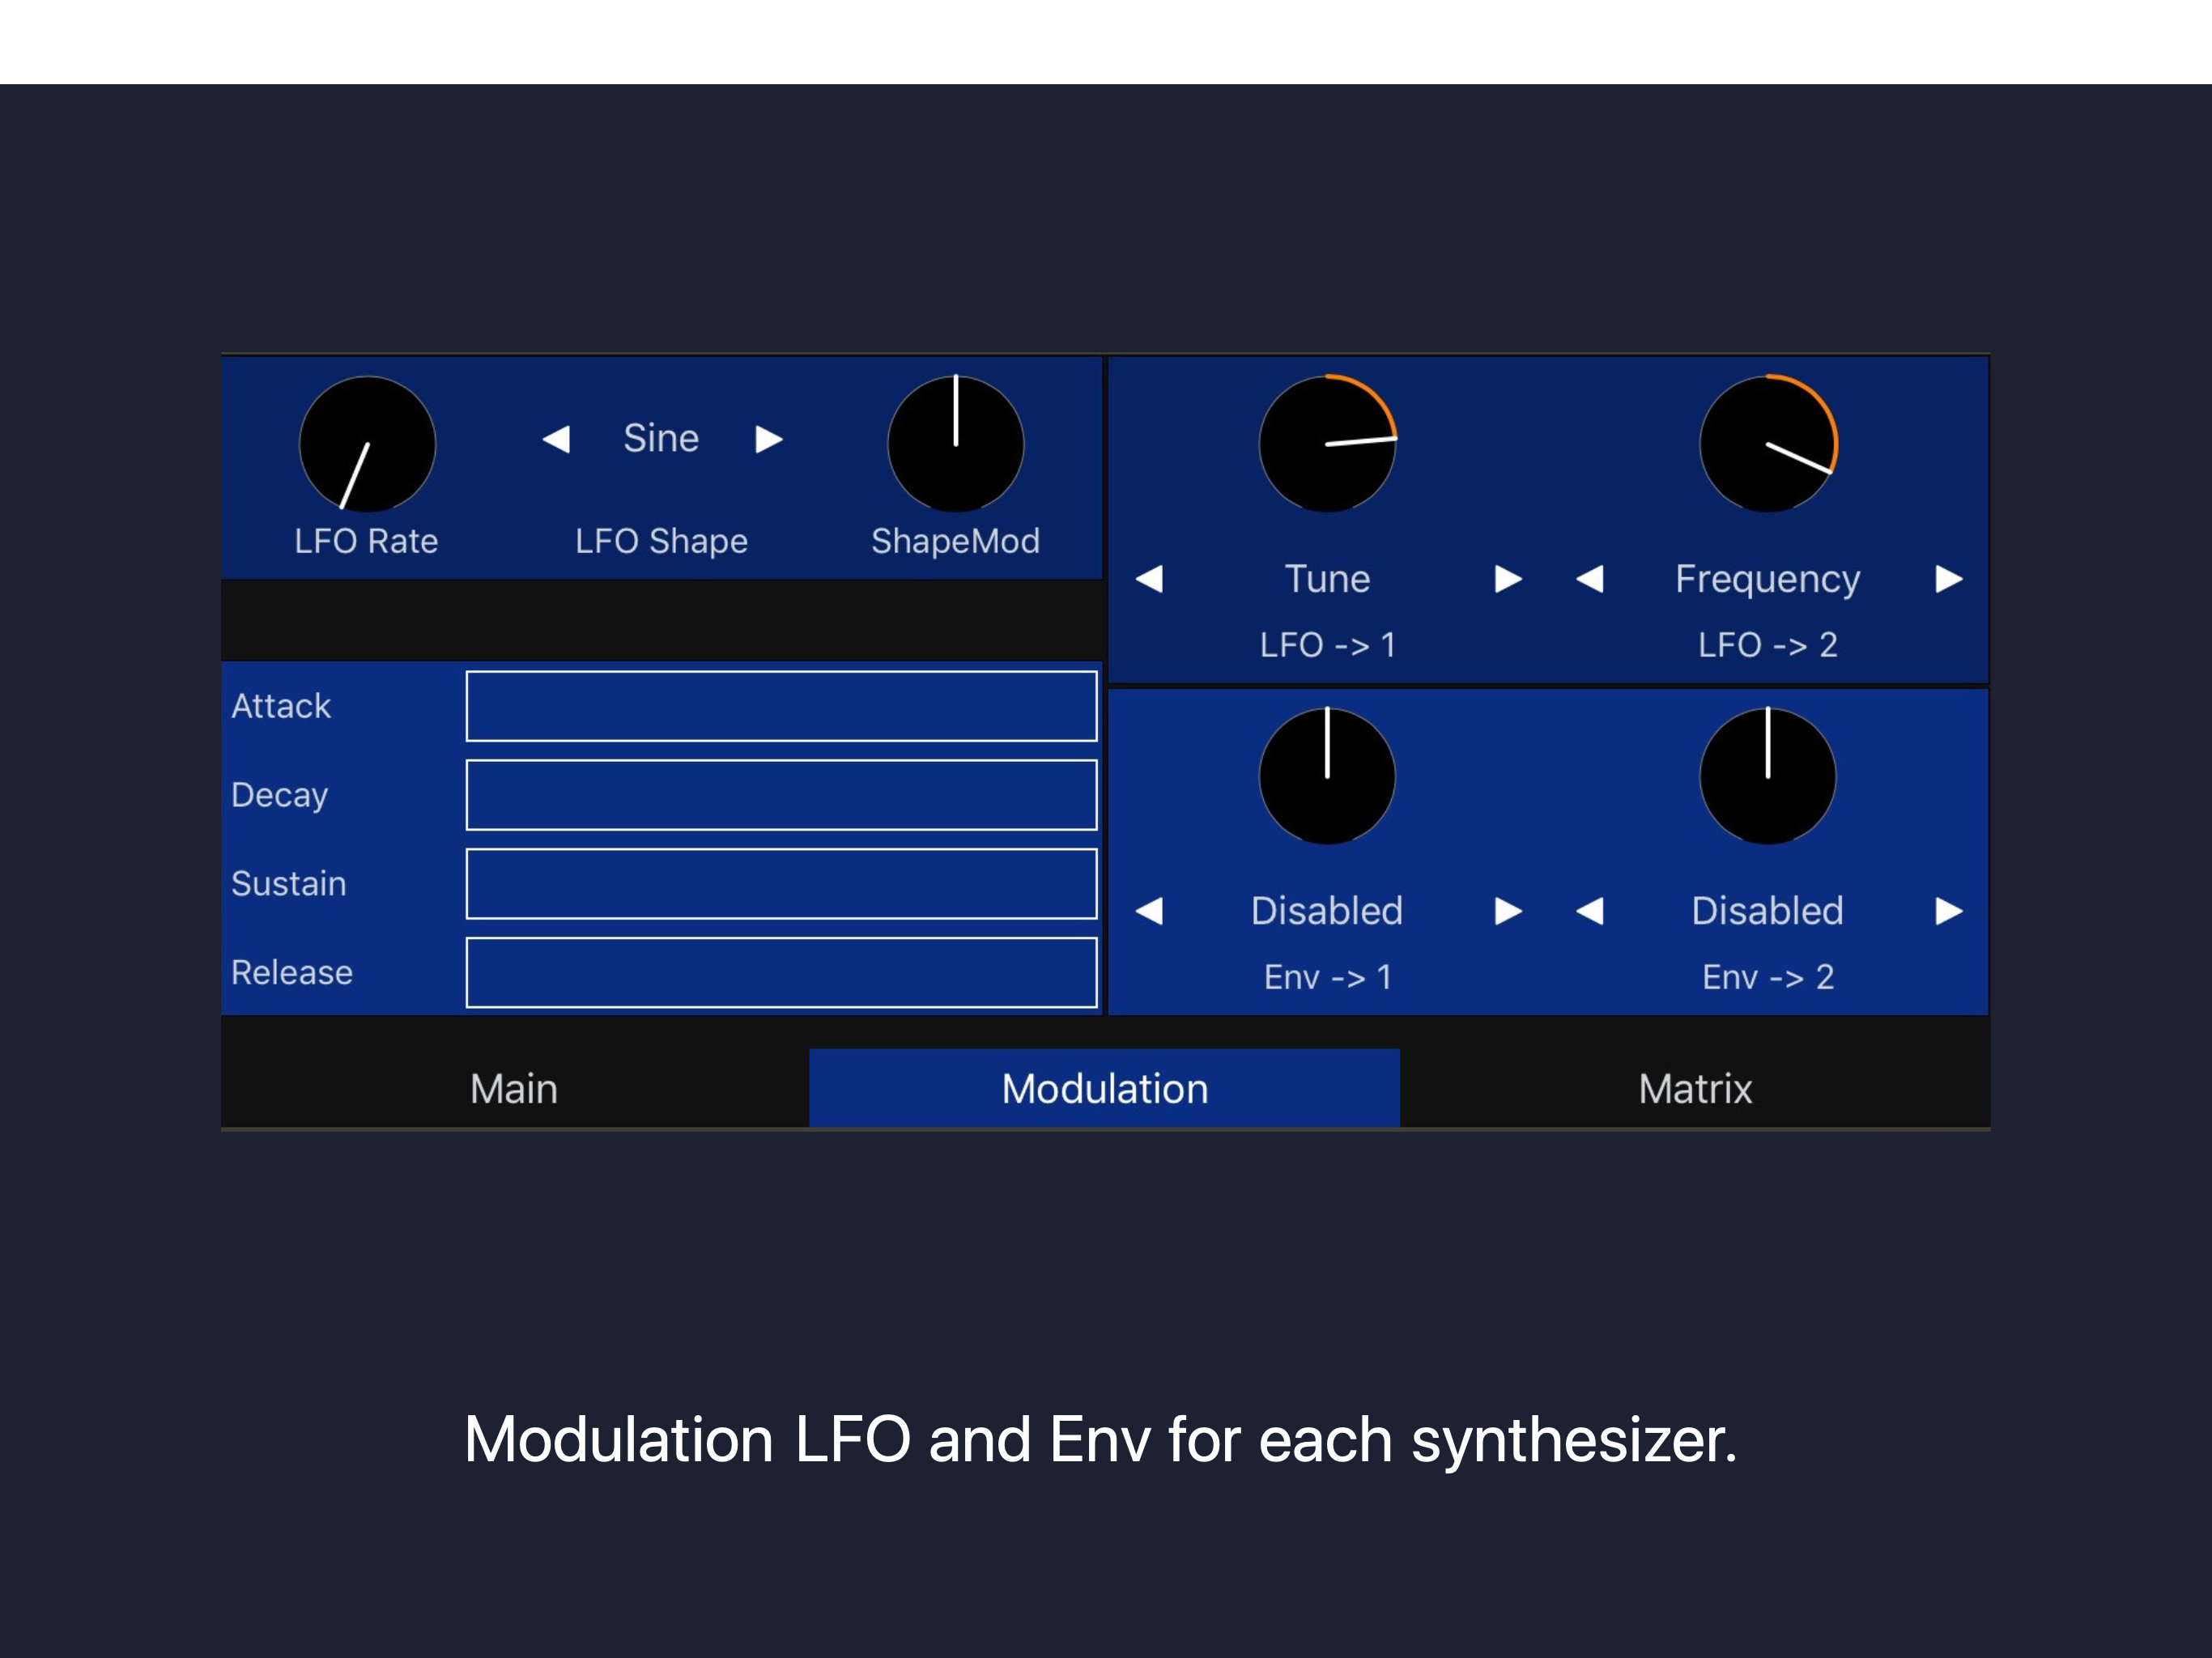 Sine
LFO Rate
LFO Shape
ShapeMod
Tune
LFO -> 1
Frequency
LFO -> 2
Attack
Decay
Sustain
Release
Disabled
Env -> 1
Disabled
Env -> 2
Main
Modulation
Matrix
Modulation LFO and Env for each synthesizer.